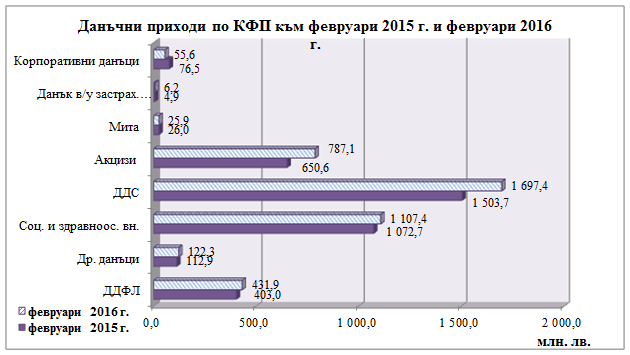 Данъчни приходи по КФП към февруари 2015 г. и февруари 2016
г.
Корпоративни данъци
55,6
76,5
Данък в/у застрах….
6,2
4,9
Мита
25,9
26,0
Акцизи
787,1
650,6
ДДС
1 697,4
1 503,7
Соц. и здравноос. вн.
1 107,4
1 072,7
Др. данъци
122,3
112,9
ДДФЛ
431,9
403,0
февруари 2016 г.
февруари 2015 г.
0,0 500,0 1 000,0 1 500,0 2 000,0
млн. лв.